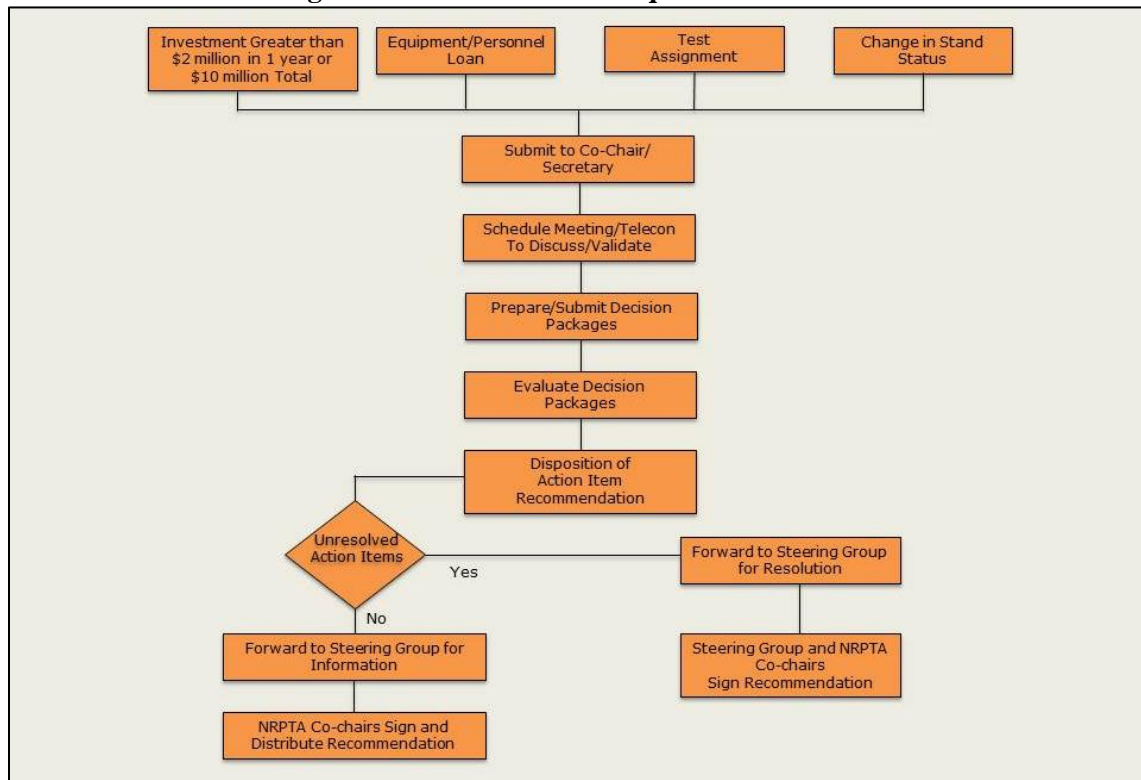 Investment Greater than
$2 million in 1 year or
$10 million Total
Equipment/Personnel
Loan
Test
Assignment
Change in Stand
Status
Submit to Co-Chair/
Secretary
Schedule Meeting/Telecon
To Discuss/Validate
Prepare/Submit Decision
Packages
Evaluate Decision
Packages
Disposition of
Action Item
Recommendation
Unresolved
Action Items
Yes
Forward to Steering Group
for Resolution
No
Forward to Steering Group for
Information
Steering Group and NRPTA
Co-chairs
Sign Recommendation
NRPTA Co-chairs Sign and
Distribute Recommendation